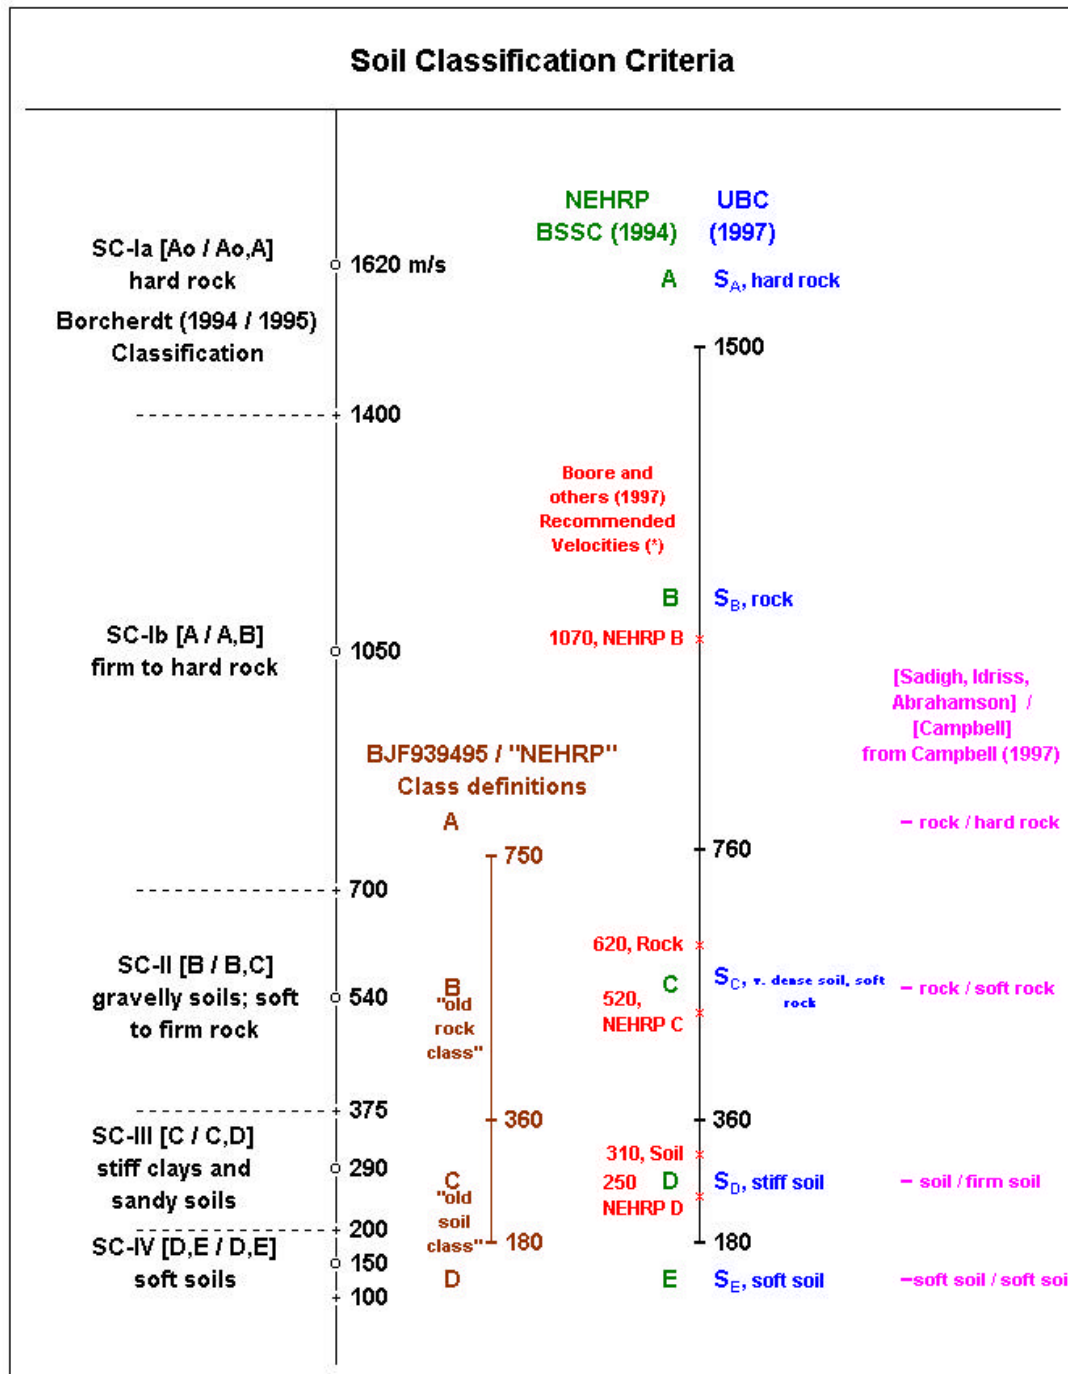 Soil Classification Criteria
NEHRP
BSSC (1994)
UBC
(1997)
SC-Ia [Ao / Ao,A]
hard rock
1620 m/s
A
SA, hard rock
Borcherdt (1994 / 1995)
Classification
1500
1400
Boore and
others (1997)
Recommended
Velocities (*)
B
SB, rock
SC-Ib [A / A,B]
firm to hard rock
1050
1070, NEHRP B
[Sadigh, Idriss,
Abrahamson] /
[Campbell]
from Campbell (1997)
BJF939495 / "NEHRP"
Class definitions
A
– rock / hard rock
750
760
700
620, Rock
SC-II [B / B,C]
gravelly soils; soft
to firm rock
540
B
"old
rock
class"
C
SC, v. dense soil, soft
rock
– rock / soft rock
520,
NEHRP C
375
360
360
SC-III [C / C,D]
stiff clays and
sandy soils
290
310, Soil
250
NEHRP D
C
"old
soil
class"
D
SD, stiff soil
– soil / firm soil
200
180
180
SC-IV [D,E / D,E]
soft soils
150
100
D
E
SE, soft soil
–soft soil / soft soi